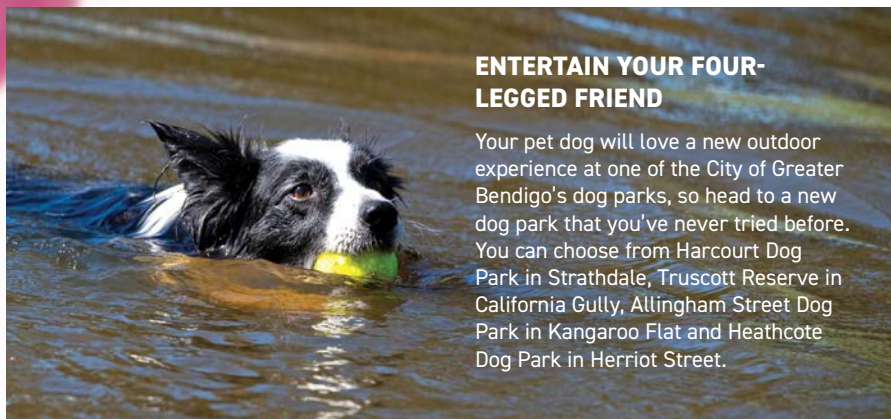 ENTERTAIN YOUR FOUR-
LEGGED FRIEND
Your pet dog will love a new outdoor
experience at one of the City of Greater
Bendigo's dog parks, so head to a new
dog park that you've never tried before.
You can choose from Harcourt Dog
Park in Strathdale, Truscott Reserve in
California Gully, Allingham Street Dog
Park in Kangaroo Flat and Heathcote
Dog Park in Herriot Street.